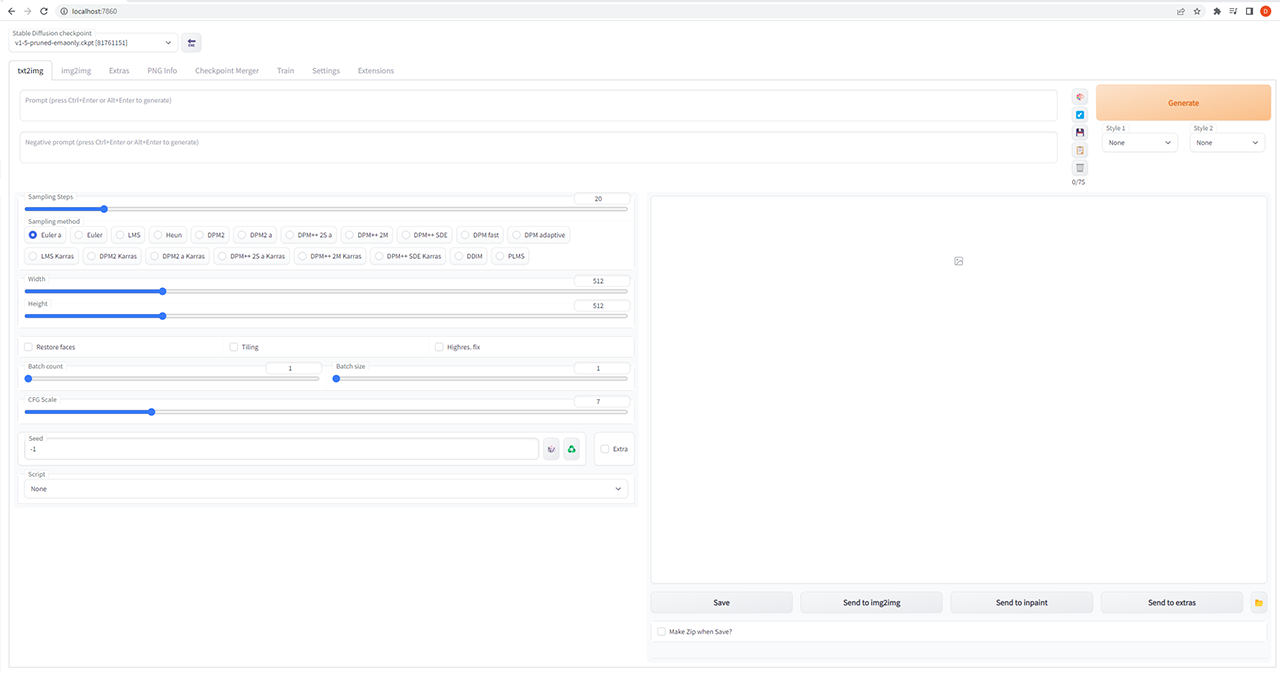 localhost:7860
D
Stable Diffusion checkpoint
v1-5-pruned-emaonly.ckpt [81761151]
txt2img img2img Extras PNG Info Checkpoint Merger Train Settings Extensions
Prompt (press Ctrl+Enter or Alt+Enter to generate)
Generate
Negative prompt (press Ctrl+Enter or Alt+Enter to generate)
Style 1 Style 2
None None
0/75
Sampling Steps 20
Sampling method
Euler a Euler LMS Heun DPM2 DPM2 a DPM++ 2S a DPM++ 2M DPM++ SDE DPM fast DPM adaptive
LMS Karras DPM2 Karras DPM2 a Karras DPM++ 2S a Karras DPM++ 2M Karras DPM++ SDE Karras DDIM PLMS
Width 512
Height 512
Restore faces Tiling Highres. fix
Batch count 1 Batch size 1
CFG Scale 7
Seed
-1
Extra
Script
None
Save Send to img2img Send to inpaint Send to extras
Make Zip when Save?